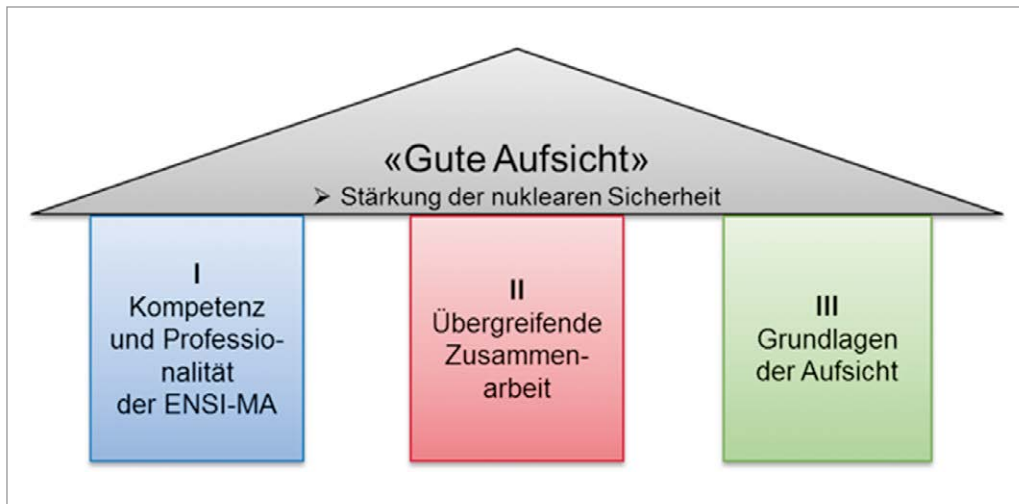 «Gute Aufsicht»
➢ Stärkung der nuklearen Sicherheit
I
Kompetenz
und Professio-
nalität
der ENSI-MA
II
Übergreifende
Zusammen-
arbeit
III
Grundlagen
der Aufsicht